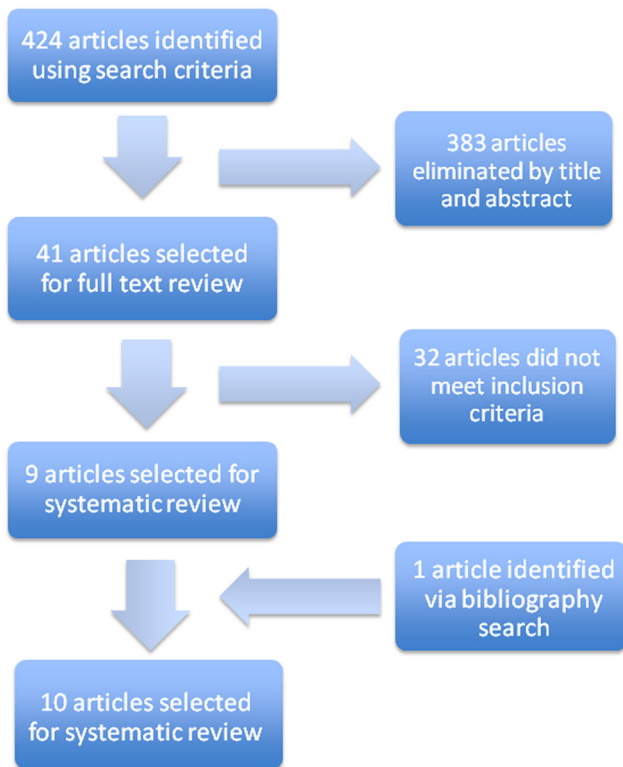 424 articles identified
using search criteria
383 articles
eliminated by title
and abstract
41 articles selected
for full text review
32 articles did not
meet inclusion
criteria
9 articles selected for
systematic review
1 article identified
via bibliography
search
10 articles selected
for systematic review